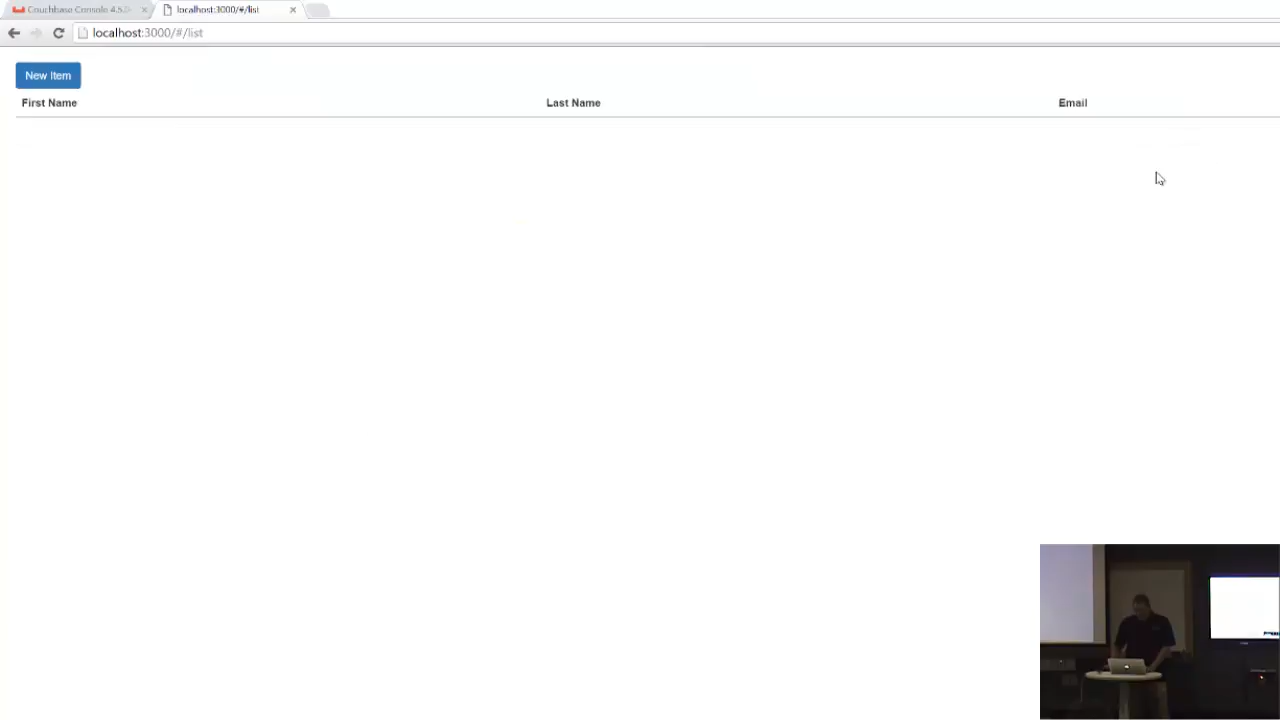 Couchbase Console 4.5.0-
localhost:3000/#/list
localhost:3000/#/list
New Item
First Name Last Name Email